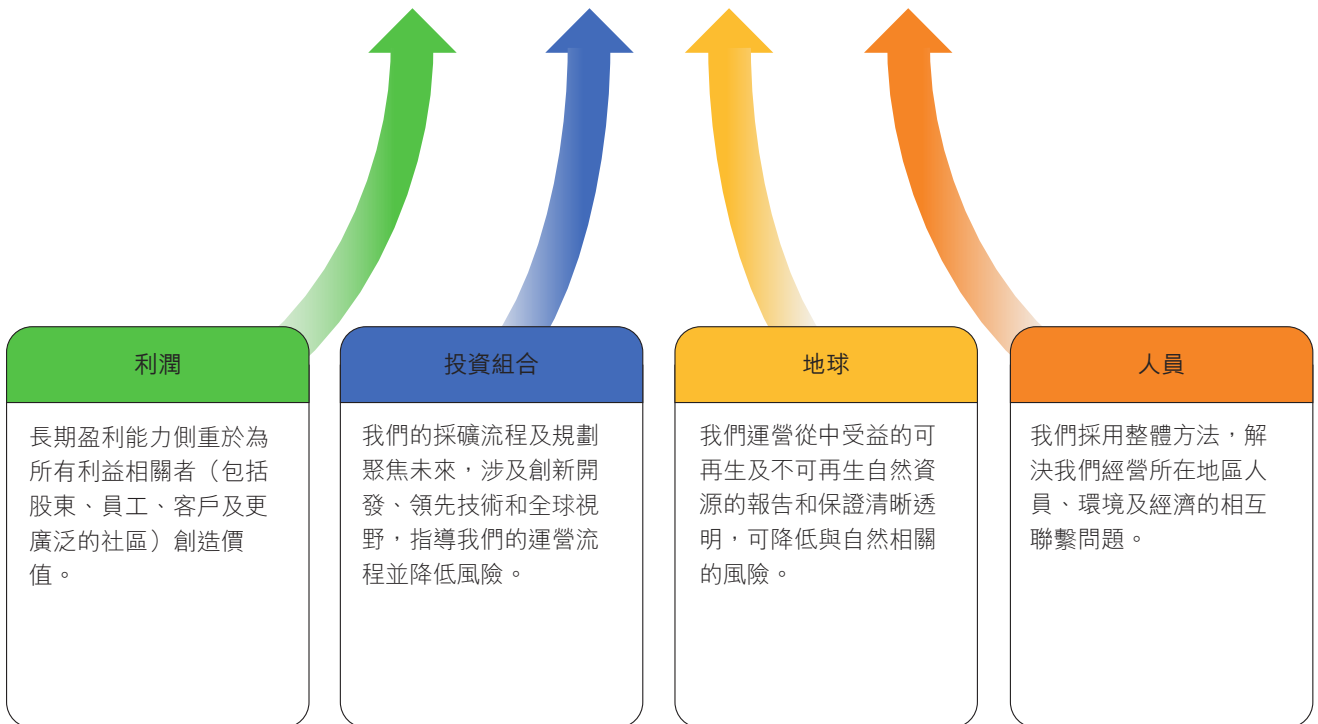 利潤
長期盈利能力側重於為
所有利益相關者（包括
股東、員工、客戶及更
廣泛的社區）創造價
值。
投資組合
我們的採礦流程及規劃
聚焦未來，涉及創新開
發、領先技術和全球視
野，指導我們的運營流
程並降低風險。
地球
我們運營從中受益的可
再生及不可再生自然資
源的報告和保證清晰透
明，可降低與自然相關
的風險。
人員
我們採用整體方法，解
決我們經營所在地區人
員、環境及經濟的相互
聯繫問題。